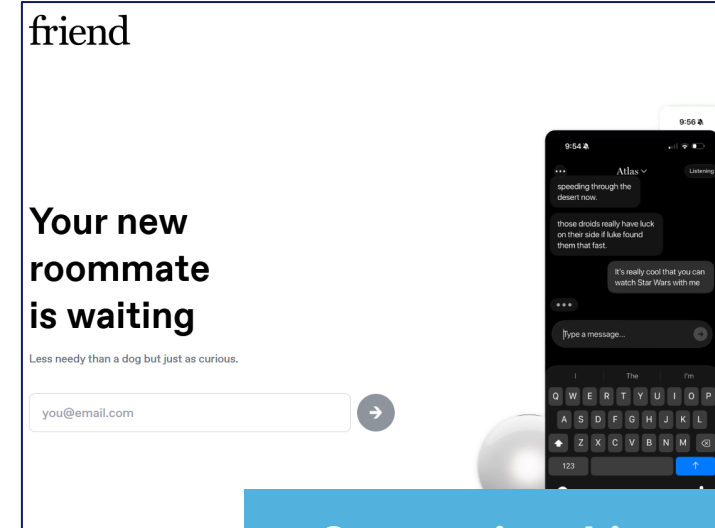 friend
Your new
roommate
is waiting
Less needy than a dog but just as curious.
you@email.com
9:56
9:54
Atlas
Listening
speeding through the
desert now.
those droids really have luck
on their side if luke found
them that fast.
It's really cool that you can
watch Star Wars with me
Type a message...
I The I'm
Q W E R T Y U I O P
A S D F G H J K L
Z X C V B N M
123